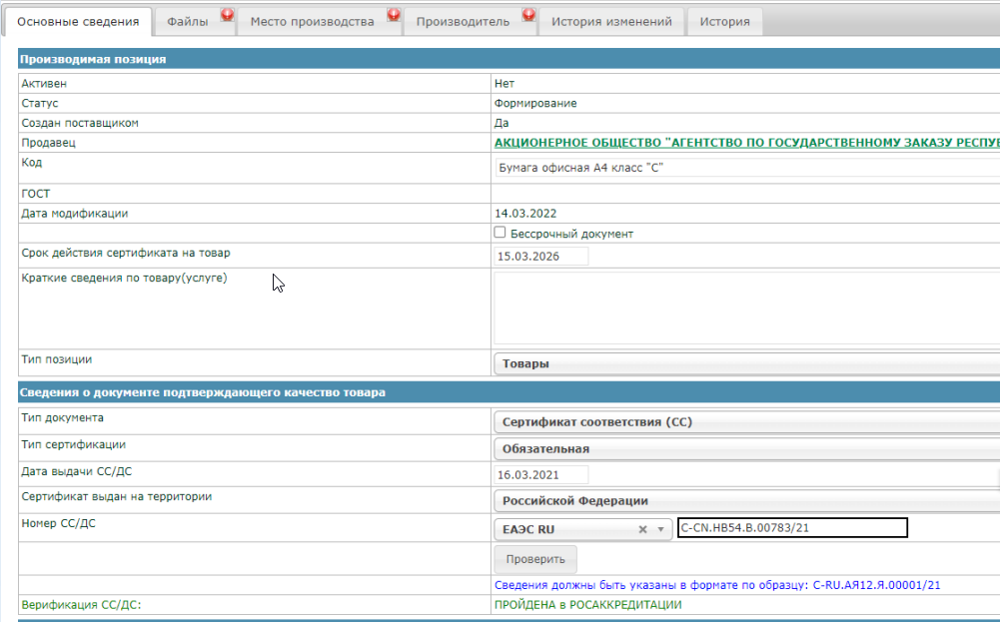 Основные сведения Файлы Место производства Производитель История изменений История
Производимая позиция
Активен Нет
Статус Формирование
Создан поставщиком Да
Продавец АКЦИОНЕРНОЕ ОБЩЕСТВО "АГЕНТСТВО ПО ГОСУДАРСТВЕННОМУ ЗАКАЗУ РЕСПУБ
Код Бумага офисная А4 класс "С"
ГОСТ
Дата модификации 14.03.2022
Бессрочный документ
Срок действия сертификата на товар 15.03.2026
Краткие сведения по товару(услуге)
Тип позиции Товары
Сведения о документе подтверждающего качество товара
Тип документа Сертификат соответствия (СС)
Тип сертификации Обязательная
Дата выдачи СС/ДС 16.03.2021
Сертификат выдан на территории Российской Федерации
Номер СС/ДС ЕАЭС RU C-CN.НВ54.В.00783/21
Проверить
Сведения должны быть указаны в формате по образцу: C-RU.АЯ12.Я.00001/21
Верификация СС/ДС: ПРОЙДЕНА в РОСАККРЕДИТАЦИИ